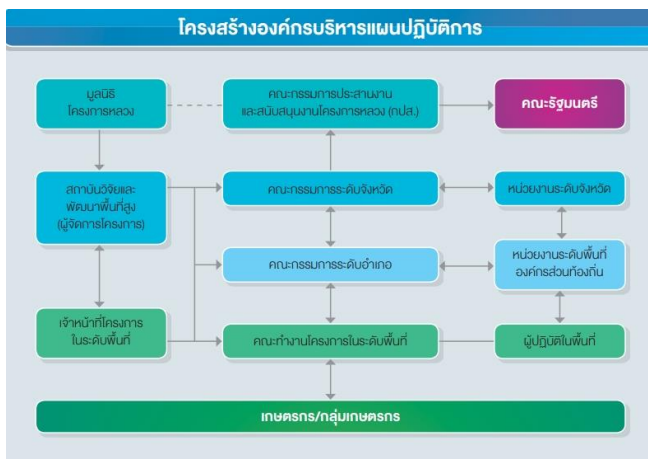 โครงสร้างองค์กรบริหารแผนปฏิบัติการ
มูลนิธิ
โครงการหลวง
คณะกรรมการประสานงาน
และสนับสนุนงานโครงการหลวง (กปส.)
คณะรัฐมนตรี
สถาบันวิจัยและ
พัฒนาพื้นที่สูง
(ผู้จัดการโครงการ)
คณะกรรมการระดับจังหวัด
หน่วยงานระดับจังหวัด
คณะกรรมการระดับอำเภอ
หน่วยงานระดับพื้นที่
องค์กรส่วนท้องถิ่น
เจ้าหน้าที่โครงการ
ในระดับพื้นที่
คณะทำงานโครงการในระดับพื้นที่
ผู้ปฏิบัติในพื้นที่
เกษตรกร/กลุ่มเกษตรกร